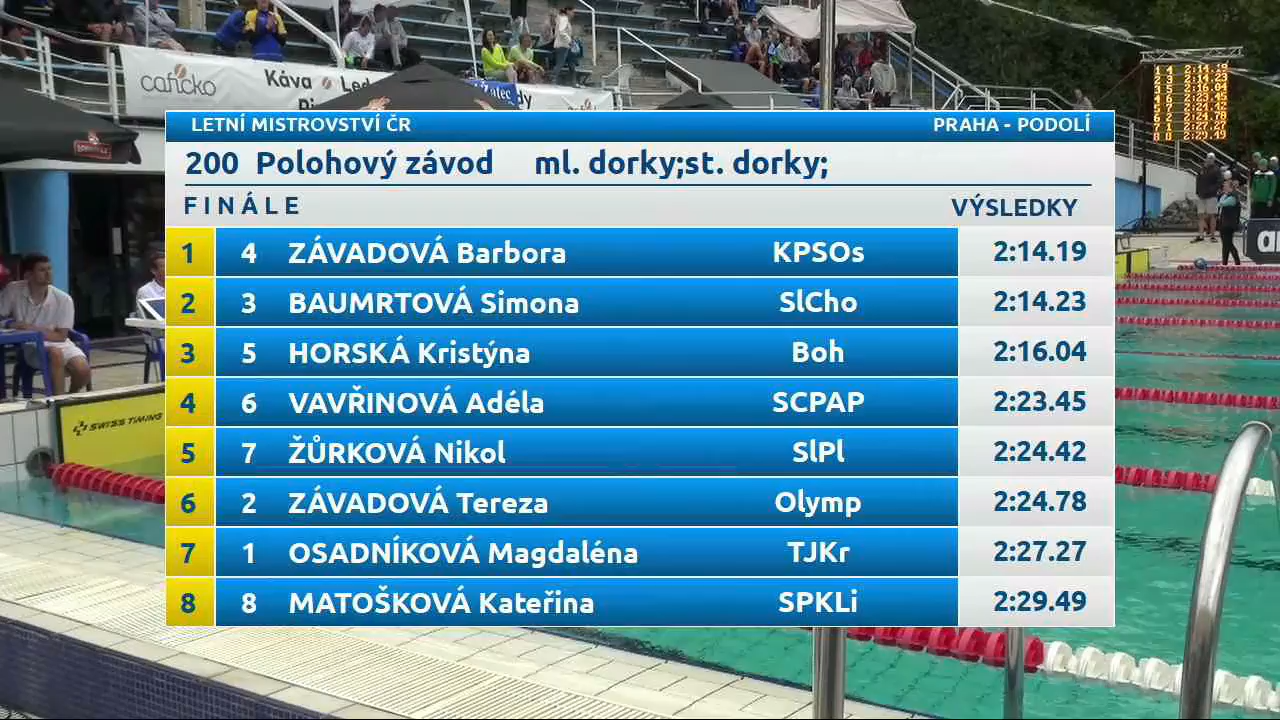 caficko
Káva
LETNÍ MISTROVSTVÍ ČR PRAHA - PODOLÍ
200 Polohový závod ml. dorky;st. dorky;
FINÁLE VÝSLEDKY
1 4 ZÁVADOVÁ Barbora KPSOs 2:14.19
2 3 BAUMRTOVÁ Simona SlCho 2:14.23
3 5 HORSKÁ Kristýna Boh 2:16.04
4 6 VAVŘINOVÁ Adéla SCPAP 2:23.45
5 7 ŽŮRKOVÁ Nikol SlPl 2:24.42
6 2 ZÁVADOVÁ Tereza Olymp 2:24.78
7 1 OSADNÍKOVÁ Magdaléna TJKr 2:27.27
8 8 MATOŠKOVÁ Kateřina SPKLi 2:29.49
SWISS TIMING